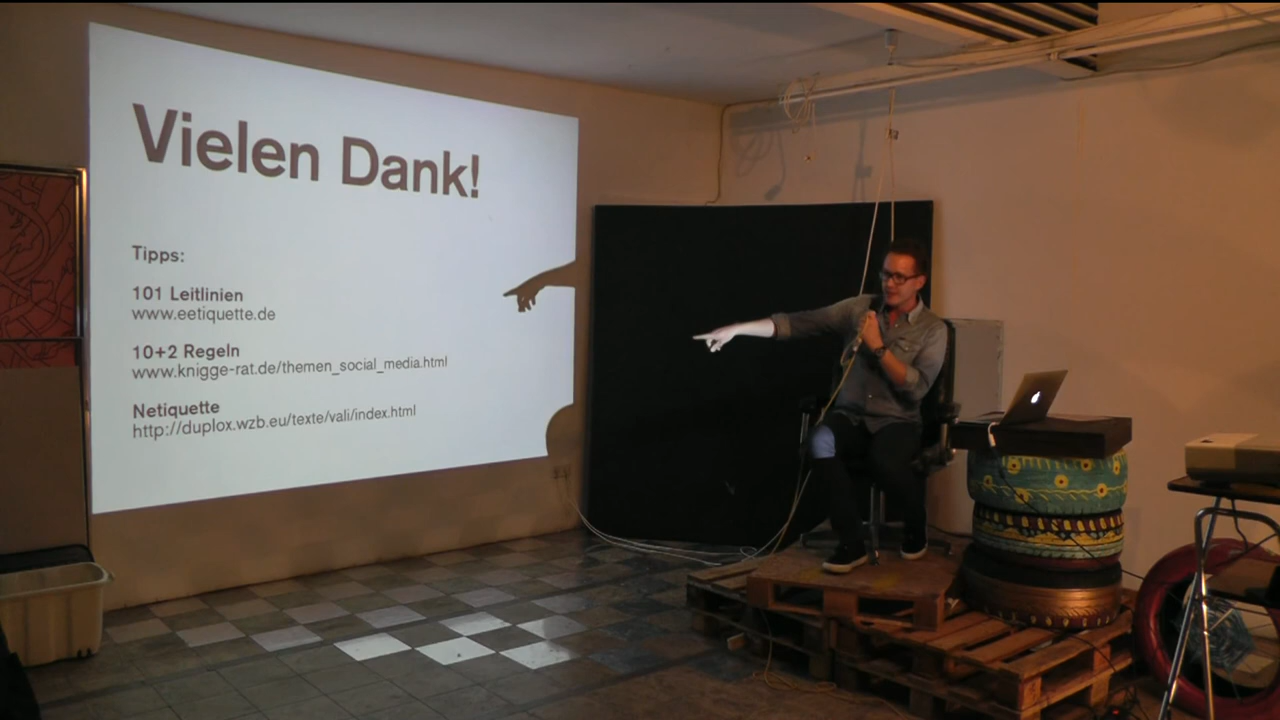 Vielen Dank!
Tipps:
101 Leitlinien
www.eetiquette.de
10+2 Regeln
www.knigge-rat.de/themen_social_media.html
Netiquette
http://duplox.wzb.eu/texte/vali/index.html